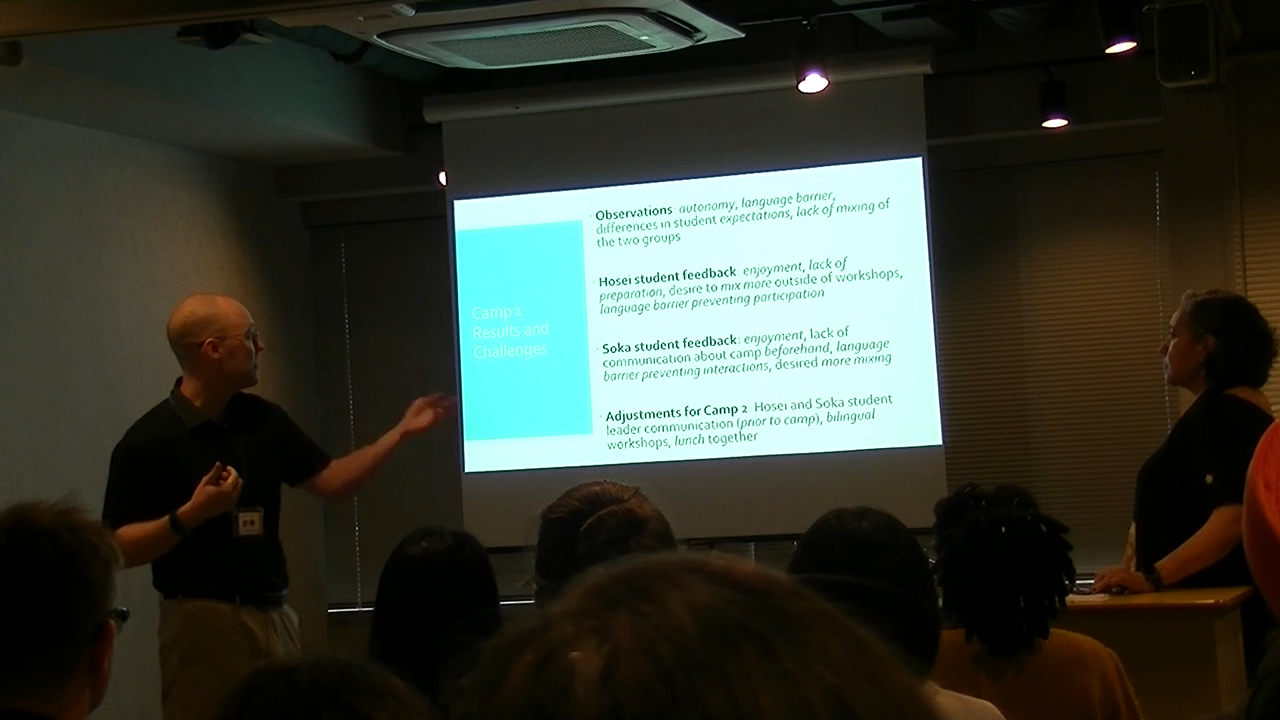 Camp 2
Results and
Challenges
Observations: autonomy, language barrier,
differences in student expectations, lack of mixing of
the two groups
Hosei student feedback: enjoyment, lack of
preparation, desire to mix more outside of workshops,
language barrier preventing participation
Soka student feedback: enjoyment, lack of
communication about camp beforehand, language
barrier preventing interactions, desired more mixing
Adjustments for Camp 2: Hosei and Soka student
leader communication (prior to camp), bilingual
workshops, lunch together